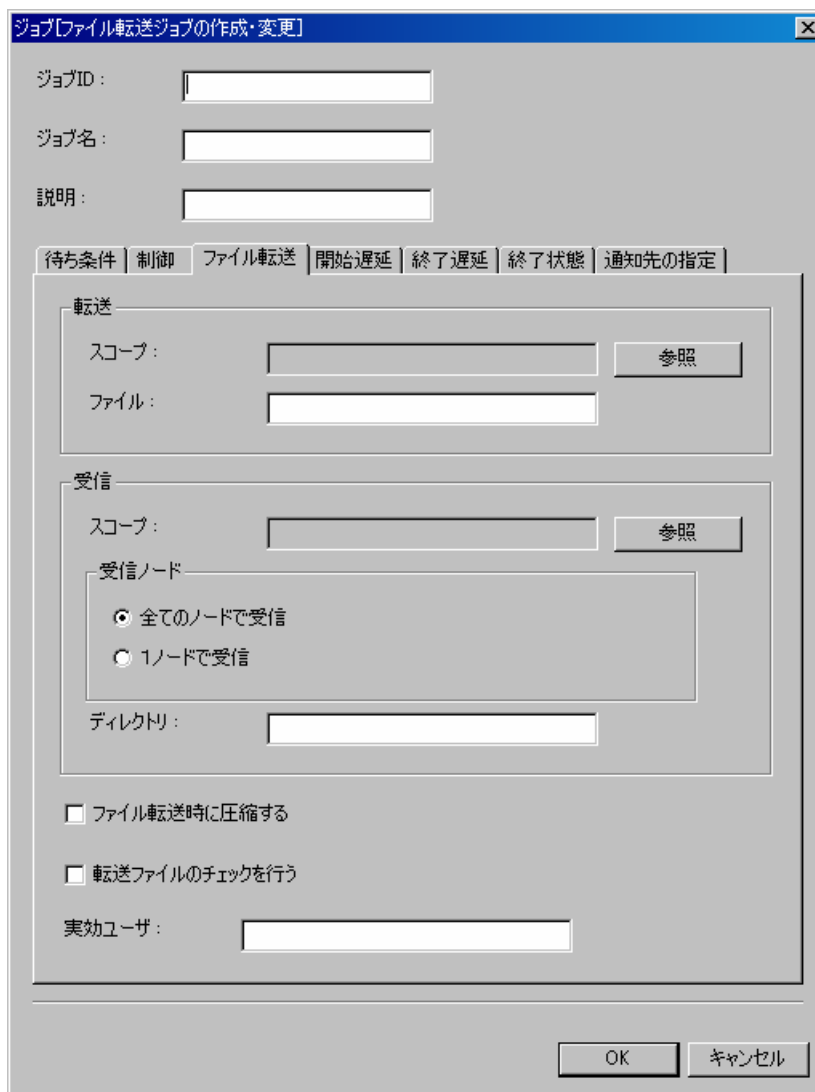 ジョブ[ファイル転送ジョブの作成・変更]
ジョブID：
ジョブ名：
説明：
待ち条件 制御 ファイル転送 開始遅延 終了遅延 終了状態 通知先の指定
転送
スコープ： 参照
ファイル：
受信
スコープ： 参照
受信ノード
全てのノードで受信
1ノードで受信
ディレクトリ：
ファイル転送時に圧縮する
転送ファイルのチェックを行う
実効ユーザ：
OK キャンセル